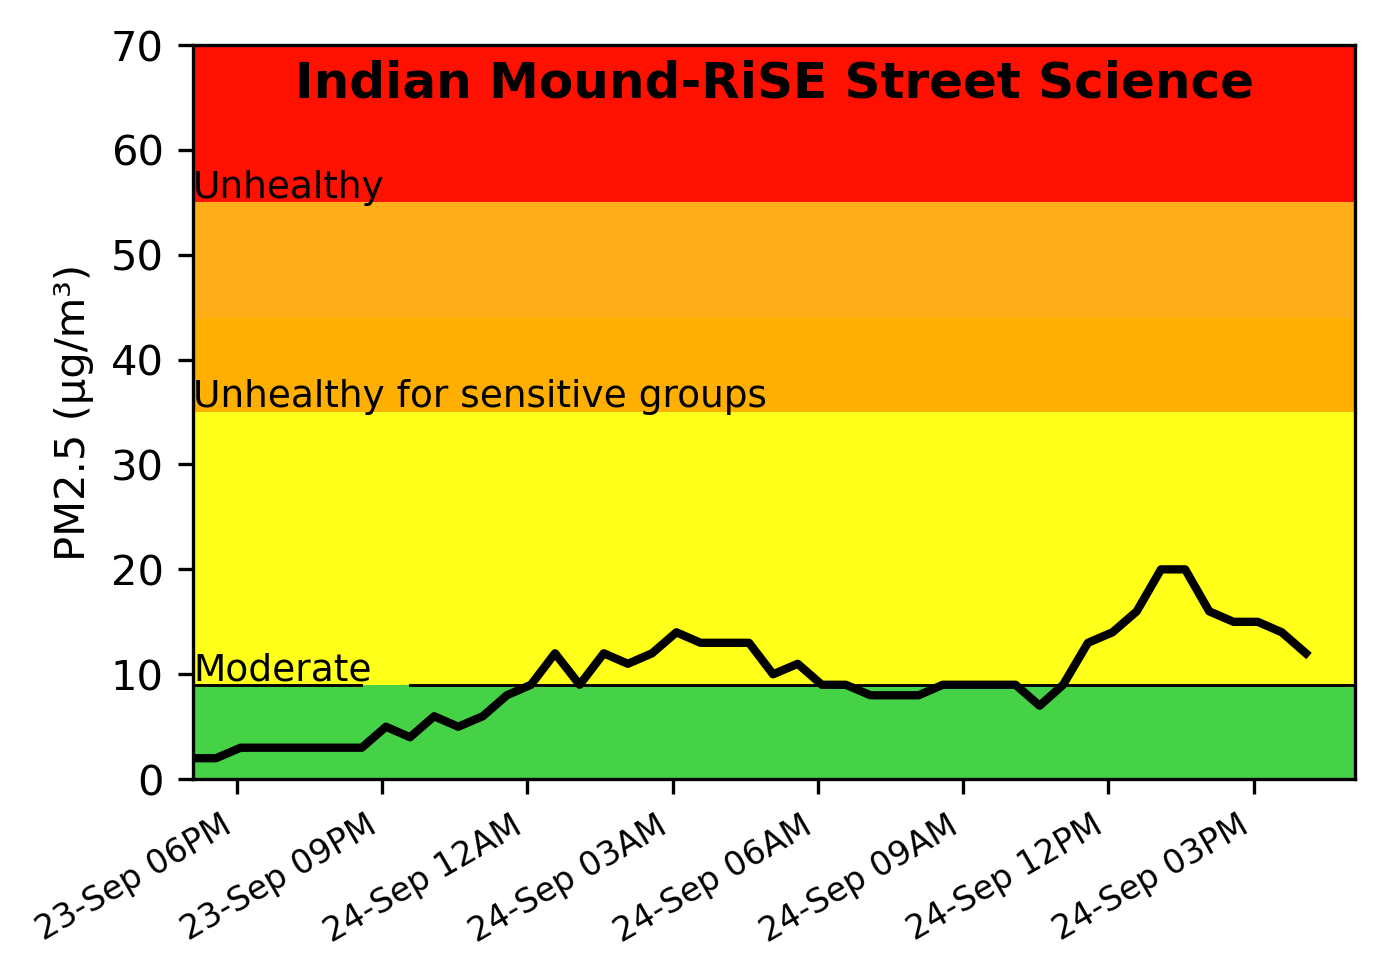 Indian Mound-RiSE Street Science
PM2.5 (µg/m³)
70
60
50
40
30
20
10
0
Unhealthy
Unhealthy for sensitive groups
Moderate
23-Sep 06PM
23-Sep 09PM
24-Sep 12AM
24-Sep 03AM
24-Sep 06AM
24-Sep 09AM
24-Sep 12PM
24-Sep 03PM